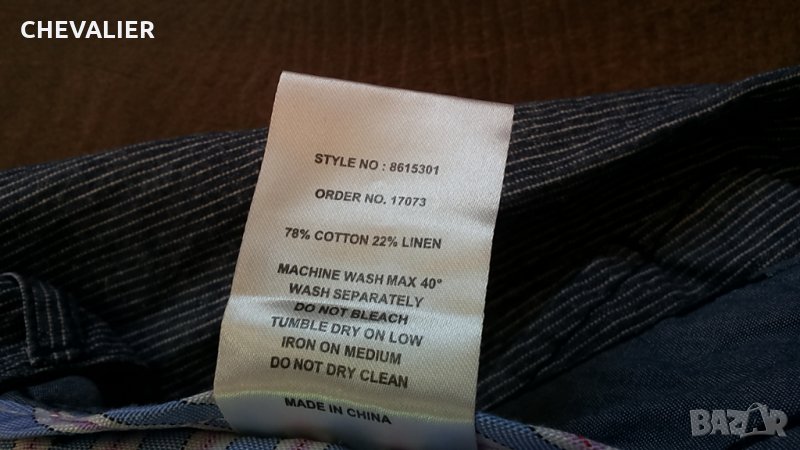 CHEVALIER
STYLE NO : 8615301
ORDER NO. 17073
78% COTTON 22% LINEN
MACHINE WASH MAX 40°
WASH SEPARATELY
DO NOT BLEACH
TUMBLE DRY ON LOW
IRON ON MEDIUM
DO NOT DRY CLEAN
MADE IN CHINA
BAZAR